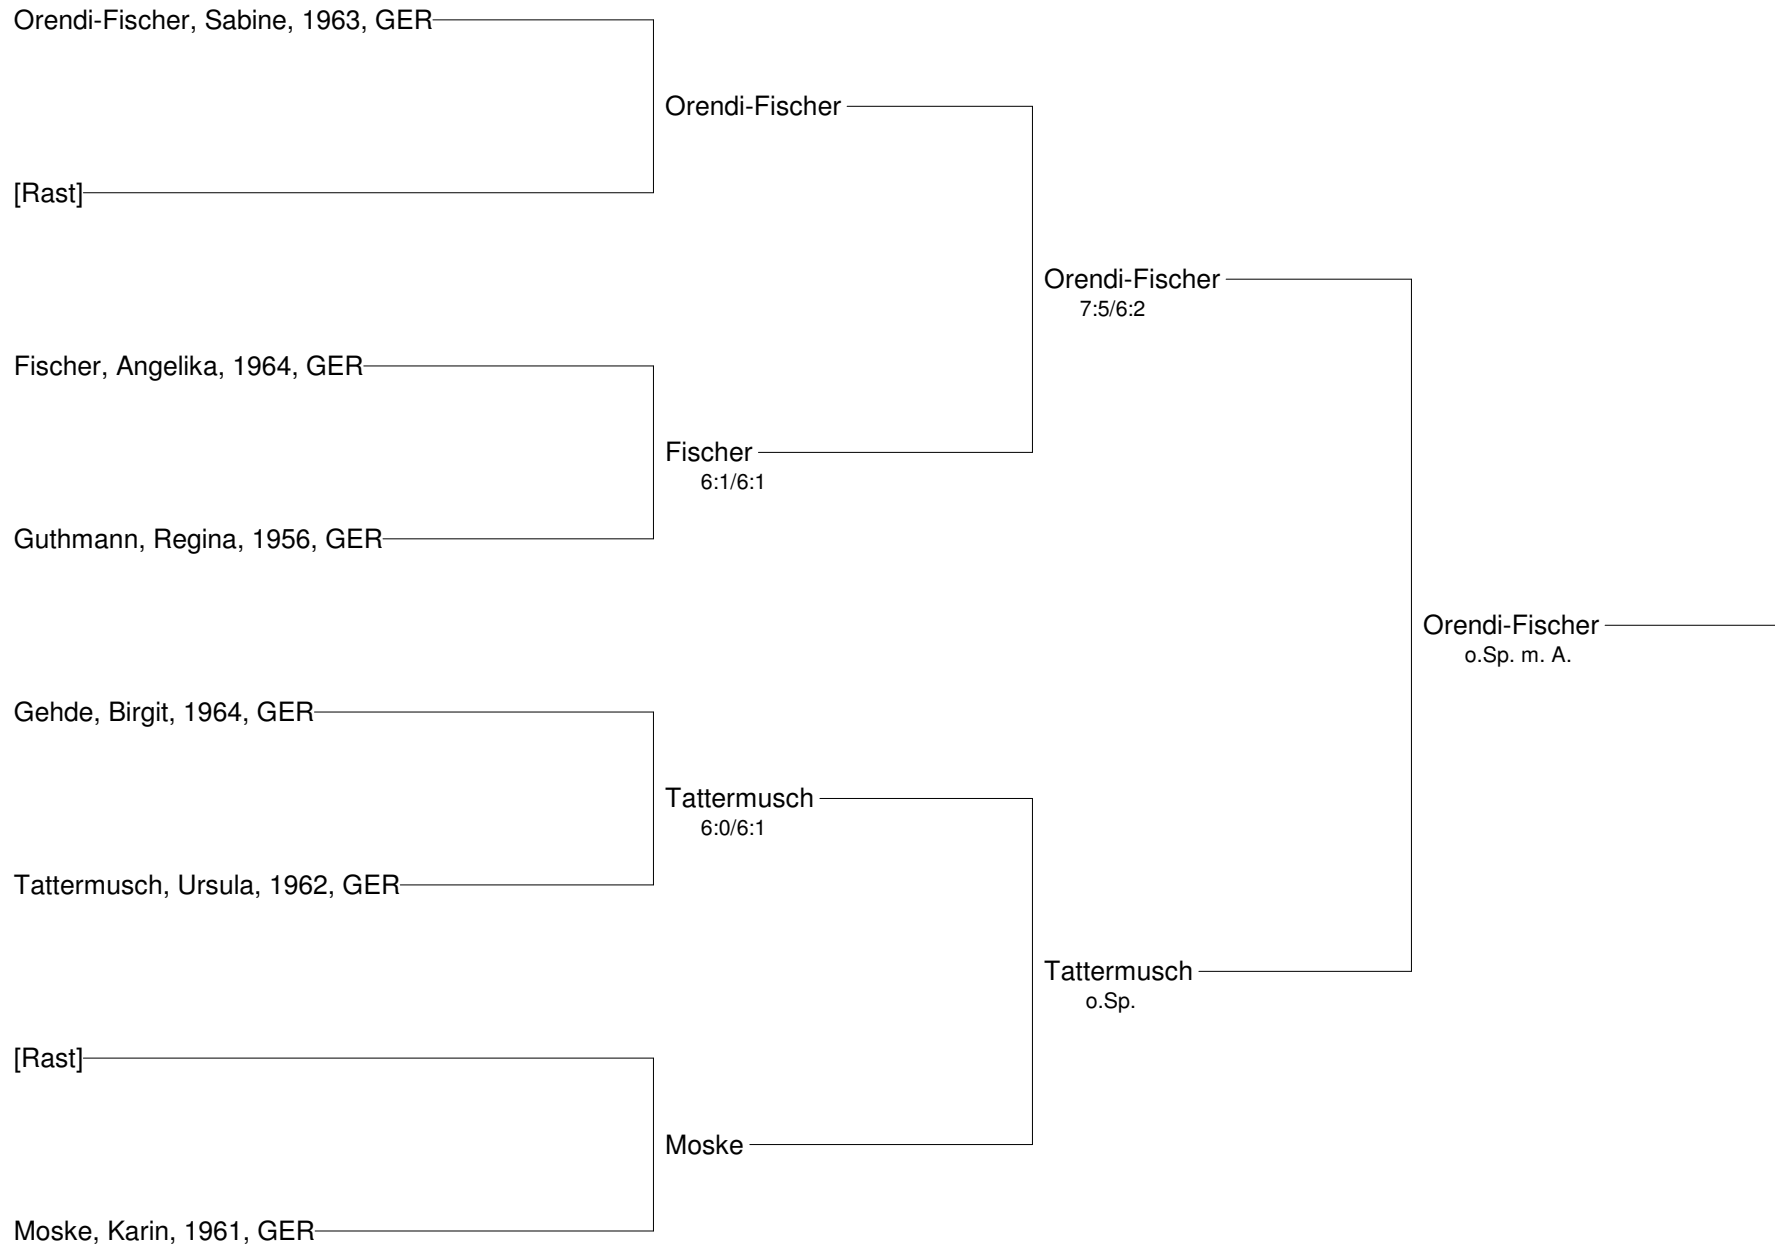 Orendi-Fischer, Sabine, 1963, GER
Orendi-Fischer
[Rast]
Orendi-Fischer
7:5/6:2
Fischer, Angelika, 1964, GER
Fischer
6:1/6:1
Guthmann, Regina, 1956, GER
Orendi-Fischer
o.Sp. m. A.
Gehde, Birgit, 1964, GER
Tattermusch
6:0/6:1
Tattermusch, Ursula, 1962, GER
Tattermusch
o.Sp.
[Rast]
Moske
Moske, Karin, 1961, GER